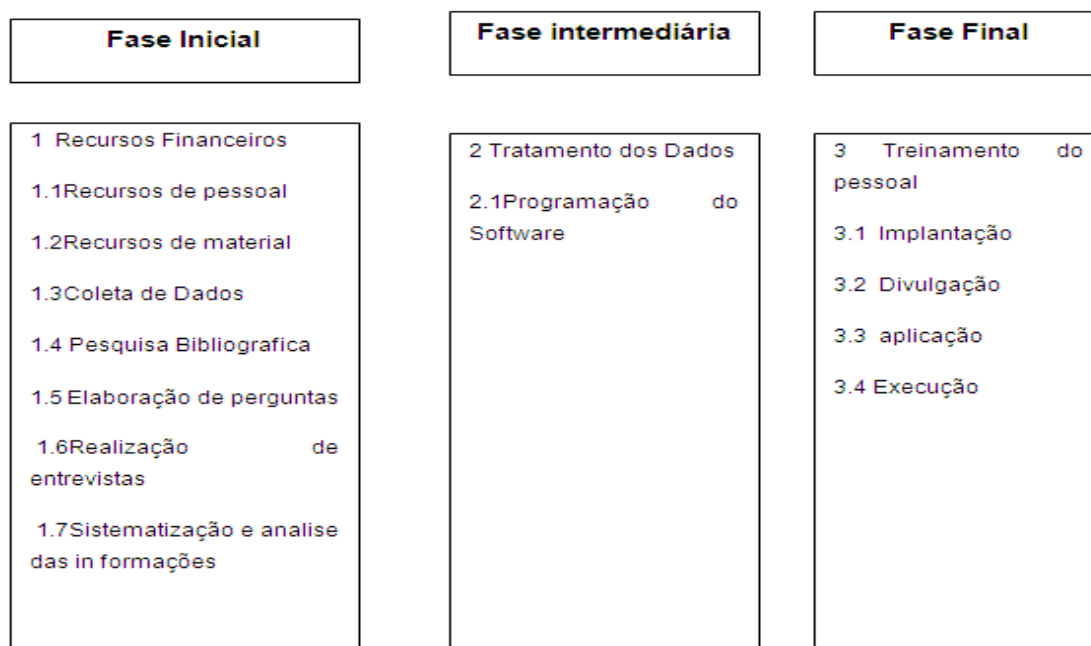 Fase Inicial
1 Recursos Financeiros
1.1Recursos de pessoal
1.2Recursos de material
1.3Coleta de Dados
1.4 Pesquisa Bibliografica
1.5 Elaboração de perguntas
1.6Realização de
entrevistas
1.7Sistematização e analise
das in formações
Fase intermediária
2 Tratamento dos Dados
2.1Programação do
Software
Fase Final
3 Treinamento do
pessoal
3.1 Implantação
3.2 Divulgação
3.3 aplicação
3.4 Execução